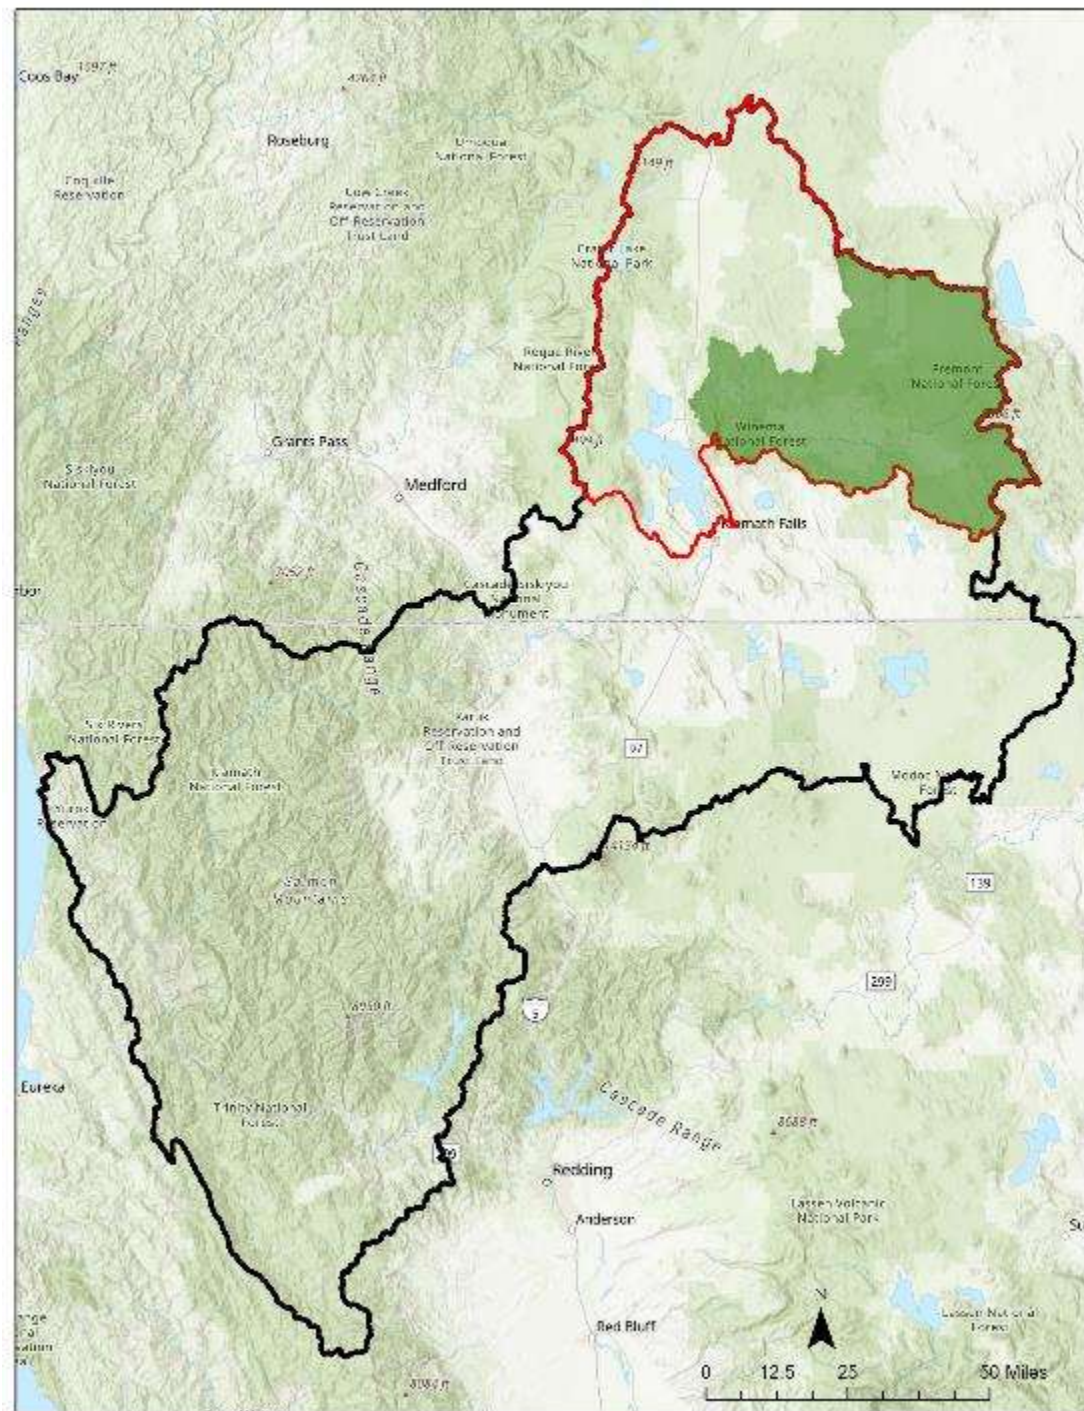 Coos Bay
Roseburg
Umpqua
National Forest
Coquille
Reservation
Cow Creek
Reservation and
Off-Reservation
Trust Land
Crater Lake
National Park
Rogue River
National Forest
Fremont
National Forest
Winema
National Forest
Grants Pass
Siskiyou
National Forest
Medford
Klamath Falls
Cascade Siskiyou
National
Monument
Cascade Range
Six Rivers
National Forest
Karuk
Reservation and
Off-Reservation
Trust Land
Klamath
National Forest
97
Yurok
Reservation
Salmon
Mountains
139
299
5
Eureka
Trinity National
Forest
Cascade Range
Redding
Lassen Volcanic
National Park
Anderson
Red Bluff
N
Lassen National
Forest
0 12.5 25 50 Miles